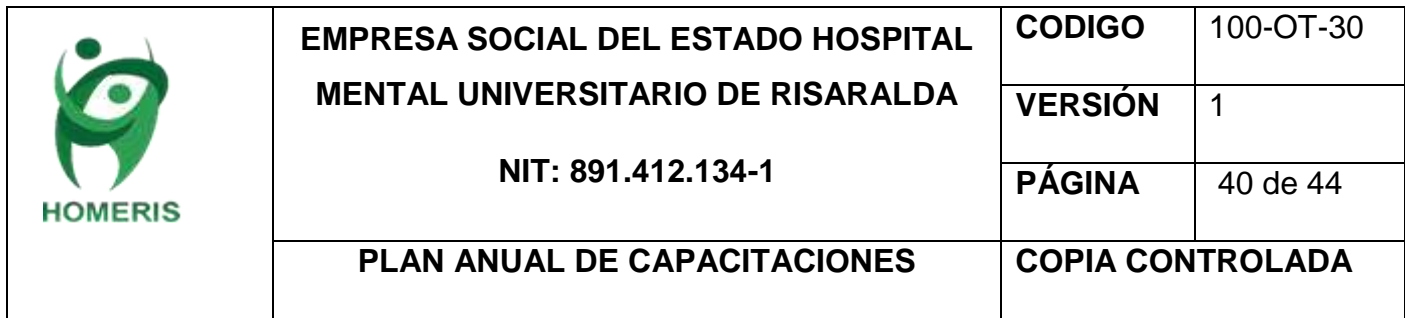 HOMERIS
EMPRESA SOCIAL DEL ESTADO HOSPITAL
MENTAL UNIVERSITARIO DE RISARALDA
NIT: 891.412.134-1
PLAN ANUAL DE CAPACITACIONES
CODIGO 100-OT-30
VERSIÓN 1
PÁGINA 40 de 44
COPIA CONTROLADA